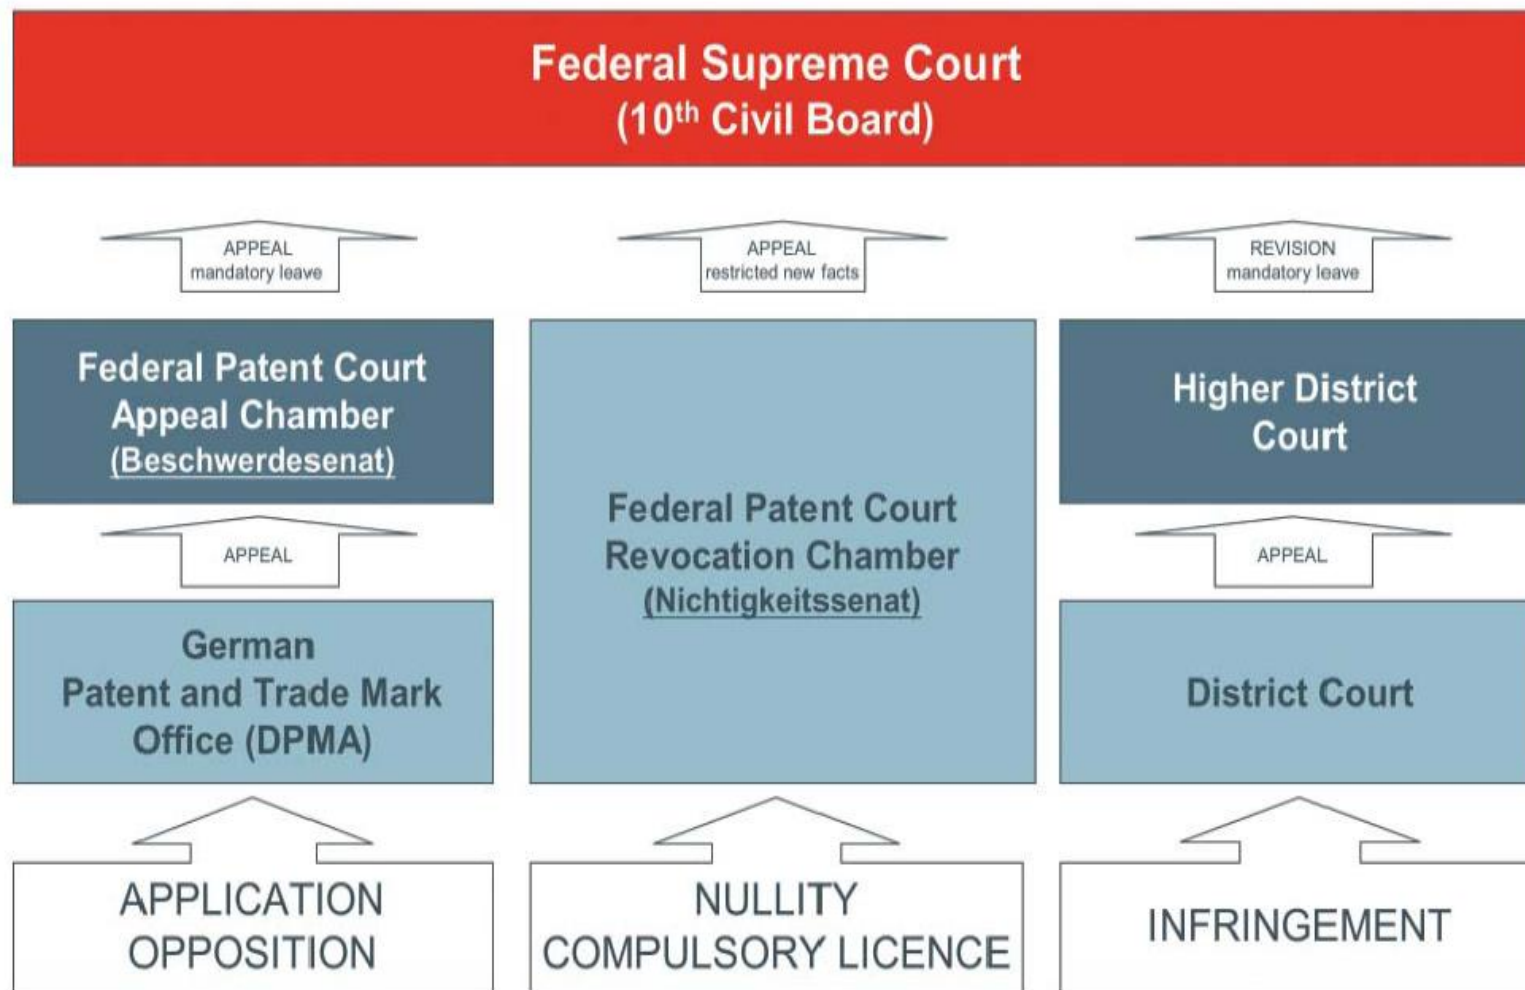 Federal Supreme Court
(10th Civil Board)
APPEAL
mandatory leave
APPEAL
restricted new facts
REVISION
mandatory leave
Federal Patent Court
Appeal Chamber
(Beschwerdesenat)
Federal Patent Court
Revocation Chamber
(Nichtigkeitssenat)
Higher District
Court
APPEAL
APPEAL
German
Patent and Trade Mark
Office (DPMA)
District Court
APPLICATION
OPPOSITION
NULLITY
COMPULSORY LICENCE
INFRINGEMENT